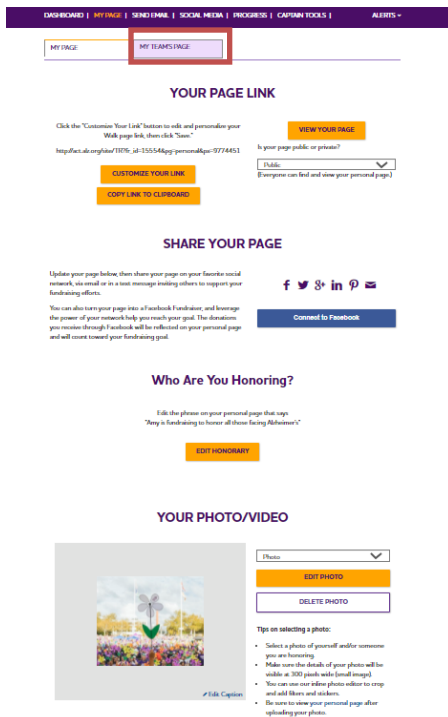 DASHBOARD | MY PAGE | SEND EMAIL | SOCIAL MEDIA | PROGRESS | CAPTAIN TOOLS | ALERTS
MY PAGE
MY TEAM'S PAGE
YOUR PAGE LINK
Click the "Customize Your Link" button to edit and personalize your
Walk page link, then click "Save."
http://act.alz.org/site/TR?fr_id=15554&pg=personal&px=9774451
CUSTOMIZE YOUR LINK
COPY LINK TO CLIPBOARD
VIEW YOUR PAGE
Is your page public or private?
Public
(Everyone can find and view your personal page.)
SHARE YOUR PAGE
Update your page below, then share your page on your favorite social
network, via email or in a text message inviting others to support your
fundraising efforts.
You can also turn your page into a Facebook Fundraiser, and leverage
the power of your network help you reach your goal. The donations
you receive through Facebook will be reflected on your personal page
and will count toward your fundraising goal.
Connect to Facebook
Who Are You Honoring?
Edit the phrase on your personal page that says
"Amy is fundraising to honor all those facing Alzheimer's"
EDIT HONORARY
YOUR PHOTO/VIDEO
Edit Caption
Photo
EDIT PHOTO
DELETE PHOTO
Tips on selecting a photo:
• Select a photo of yourself and/or someone
you are honoring.
• Make sure the details of your photo will be
visible at 300 pixels wide (small image).
• You can use our inline photo editor to crop
and add filters and stickers.
• Be sure to view your personal page after
uploading your photo.